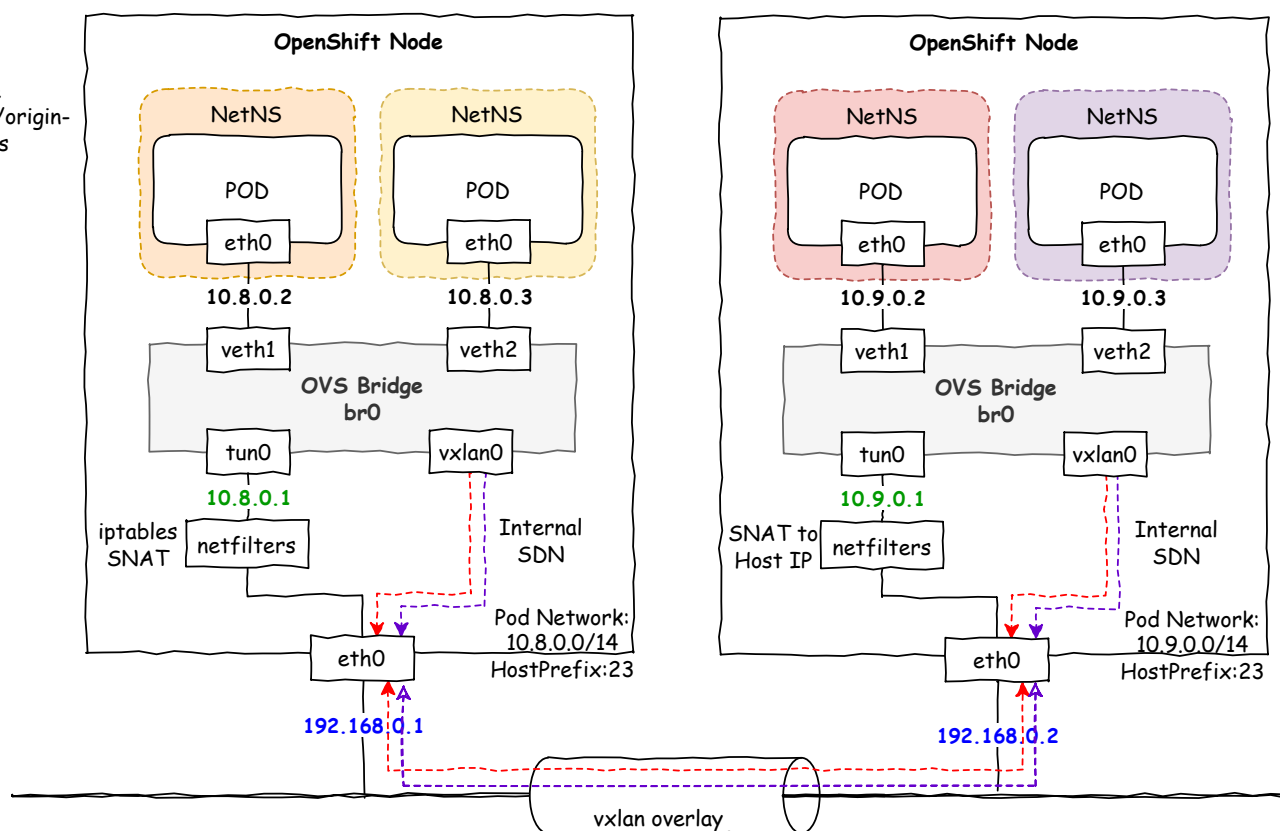 /origin-
s
OpenShift Node
NetNS
NetNS
POD
POD
eth0
eth0
10.8.0.2
10.8.0.3
veth1
veth2
OVS Bridge
br0
tun0
vxlan0
10.8.0.1
iptables
SNAT
netfilters
Internal
SDN
Pod Network:
10.8.0.0/14
HostPrefix:23
eth0
192.168.0.1
OpenShift Node
NetNS
NetNS
POD
POD
eth0
eth0
10.9.0.2
10.9.0.3
veth1
veth2
OVS Bridge
br0
tun0
vxlan0
10.9.0.1
SNAT to
Host IP
netfilters
Internal
SDN
Pod Network:
10.9.0.0/14
HostPrefix:23
eth0
192.168.0.2
vxlan overlay